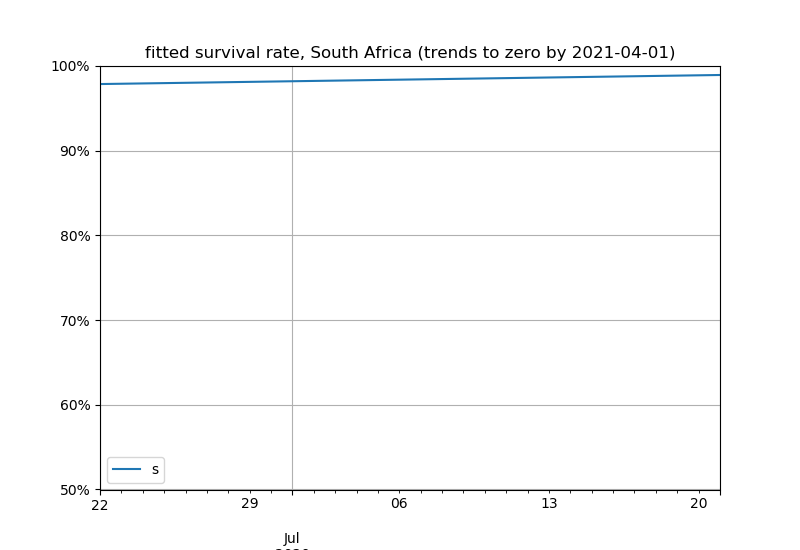 fitted survival rate, South Africa (trends to zero by 2021-04-01)
100%
90%
80%
70%
60%
50%
s
22 29 06 13 20
Jul